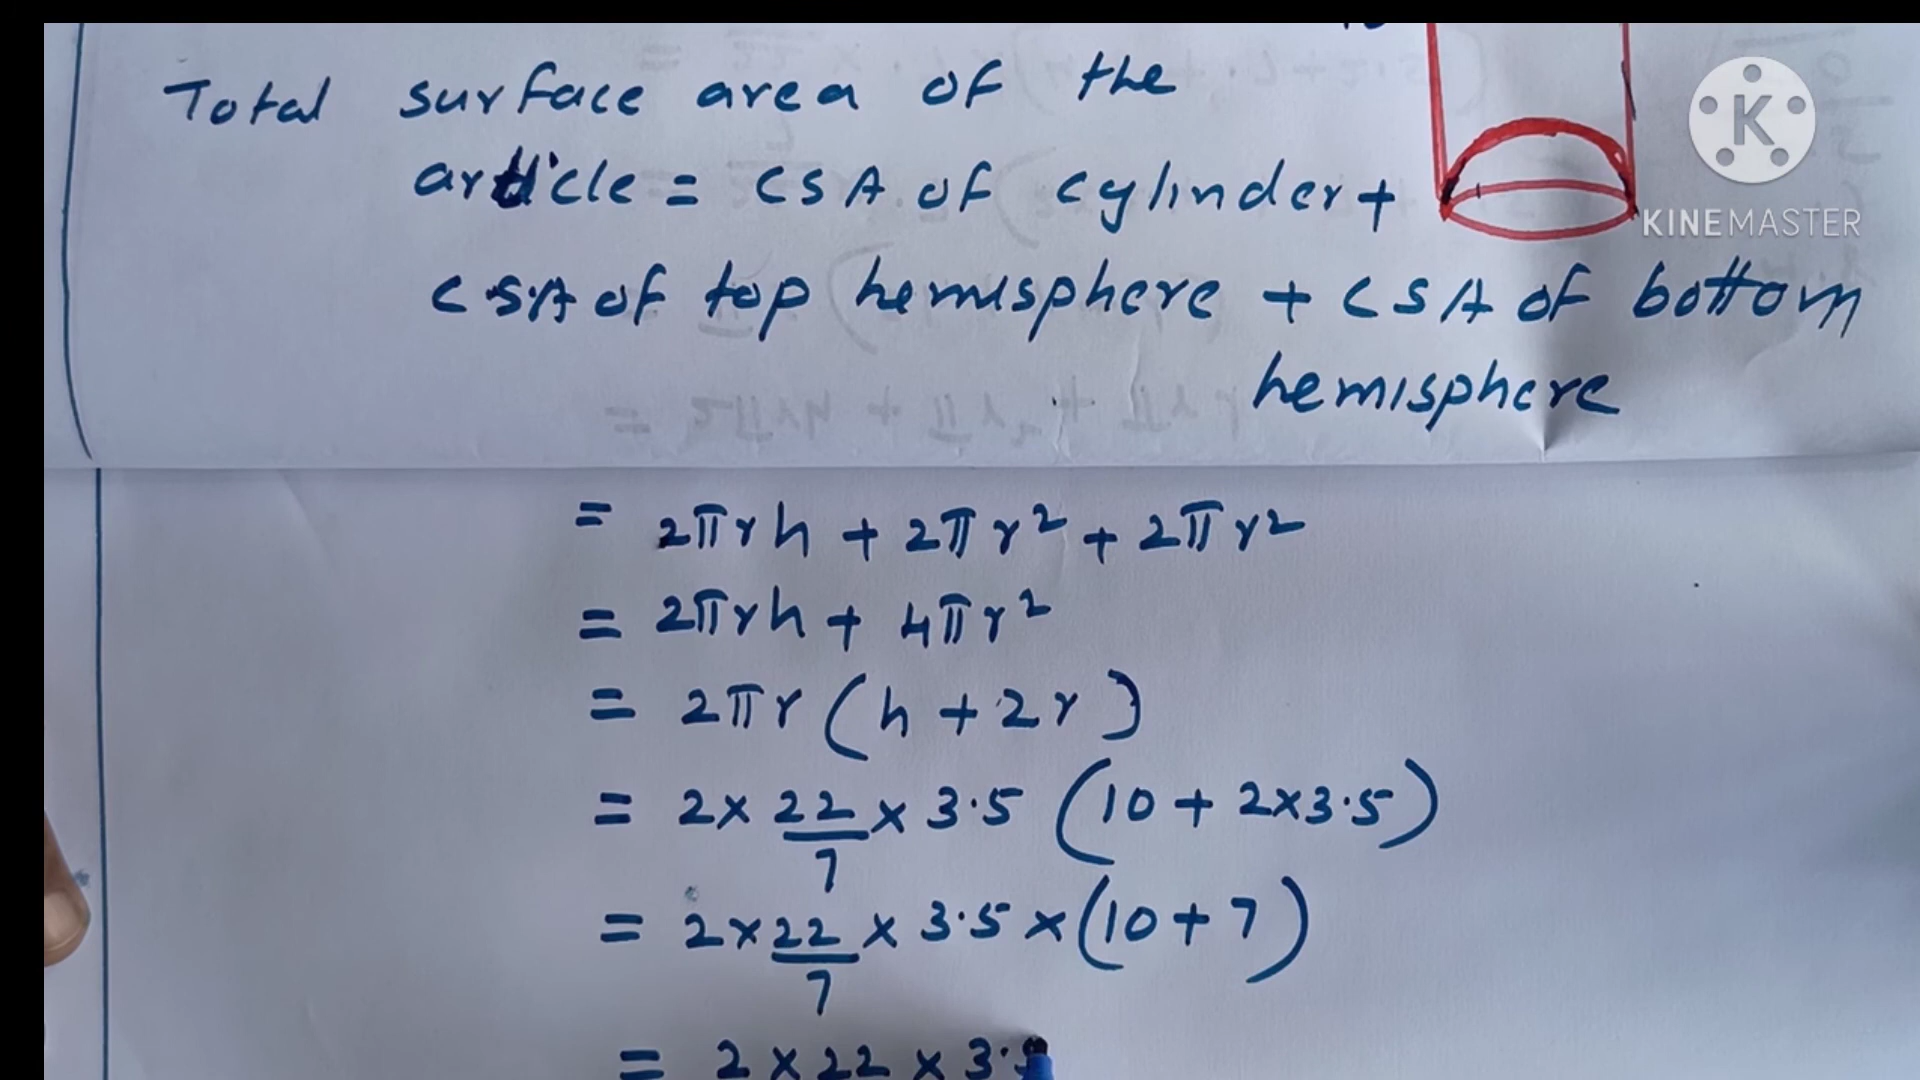 Total surface area of the
article = CSA of cylinder +
CSA of top hemisphere + CSA of bottom
hemisphere
= 2πrh + 2πr² + 2πr²
= 2πrh + 4πr²
= 2πr (h + 2r)
= 2 × 22/7 × 3.5 (10 + 2×3.5)
= 2 × 22/7 × 3.5 × (10 + 7)
= 2 × 22 × 3.5
K
KINEMASTER